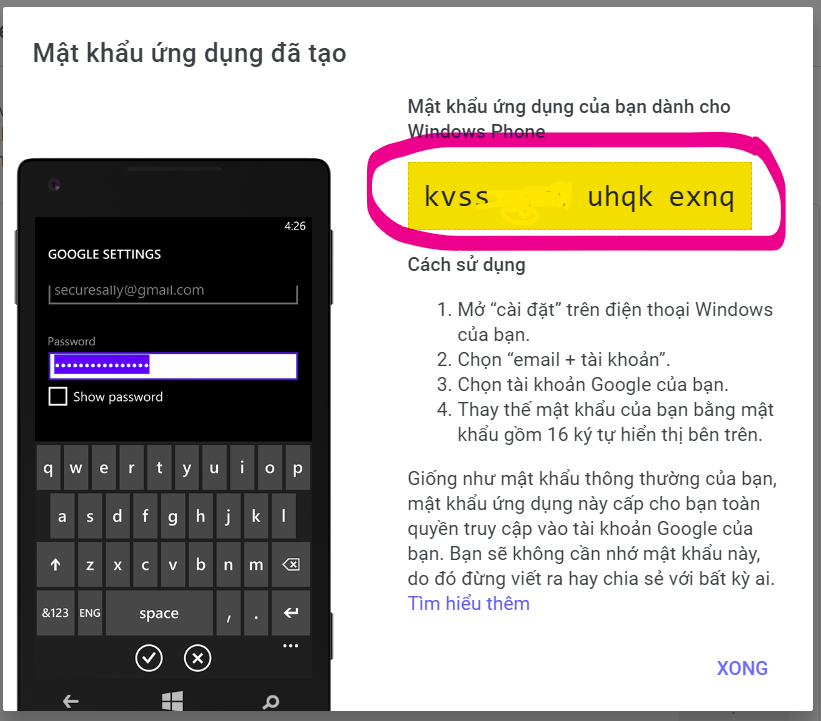 Mật khẩu ứng dụng đã tạo
Mật khẩu ứng dụng của bạn dành cho
Windows Phone
kvss uhqk exnq
Cách sử dụng
1. Mở “cài đặt” trên điện thoại Windows
của bạn.
2. Chọn “email + tài khoản”.
3. Chọn tài khoản Google của bạn.
4. Thay thế mật khẩu của bạn bằng mật
khẩu gồm 16 ký tự hiển thị bên trên.
Giống như mật khẩu thông thường của bạn,
mật khẩu ứng dụng này cấp cho bạn toàn
quyền truy cập vào tài khoản Google của
bạn. Bạn sẽ không cần nhớ mật khẩu này,
do đó đừng viết ra hay chia sẻ với bất kỳ ai.
Tìm hiểu thêm
XONG
4:26
GOOGLE SETTINGS
securesally@gmail.com
Password
••••••••••••••••
Show password
q w e r t y u i o p
a s d f g h j k l
z x c v b n m
&123 ENG space , .
...